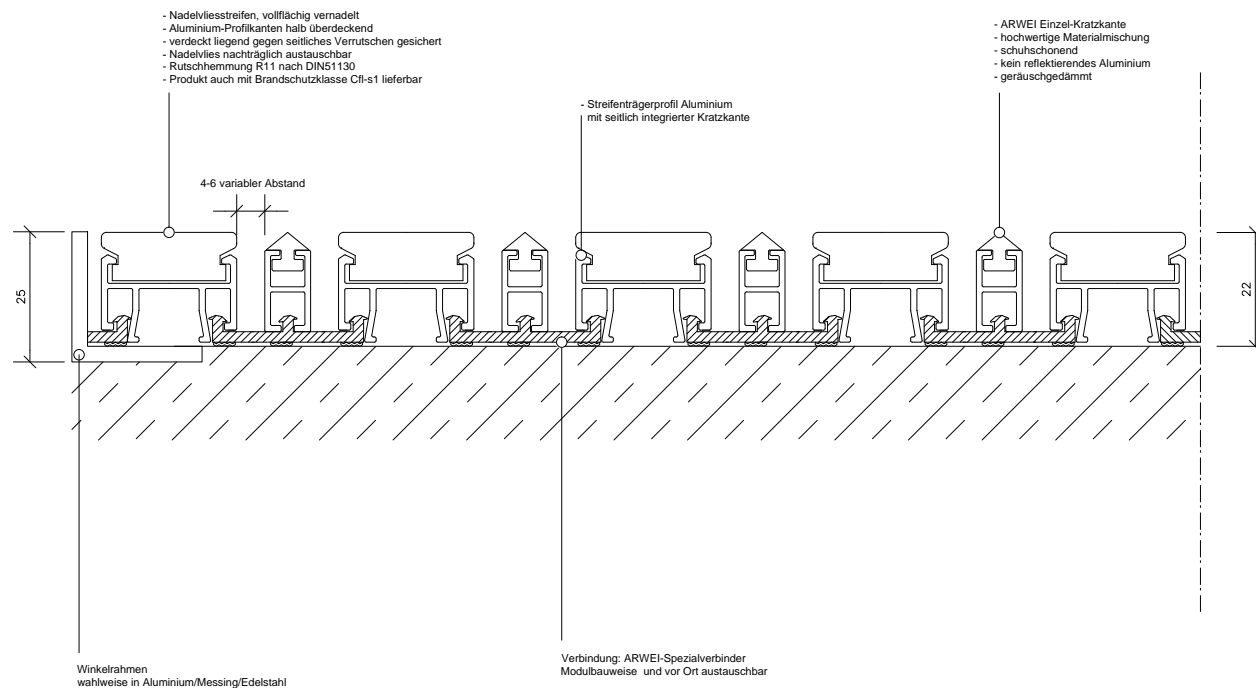 - Nadelvliesstreifen, vollflächig vernadelt
- Aluminium-Profilkanten halb überdeckend
- verdeckt liegend gegen seitliches Verrutschen gesichert
- Nadelvlies nachträglich austauschbar
- Rutschhemmung R11 nach DIN51130
- Produkt auch mit Brandschutzklasse Cfl-s1 lieferbar
- ARWEI Einzel-Kratzkante
- hochwertige Materialmischung
- schuhschonend
- kein reflektierendes Aluminium
- geräuschgedämmt
- Streifenträgerprofil Aluminium
mit seitlich integrierter Kratzkante
4-6 variabler Abstand
25
22
Winkelrahmen
wahlweise in Aluminium/Messing/Edelstahl
Verbindung: ARWEI-Spezialverbinder
Modulbauweise und vor Ort austauschbar